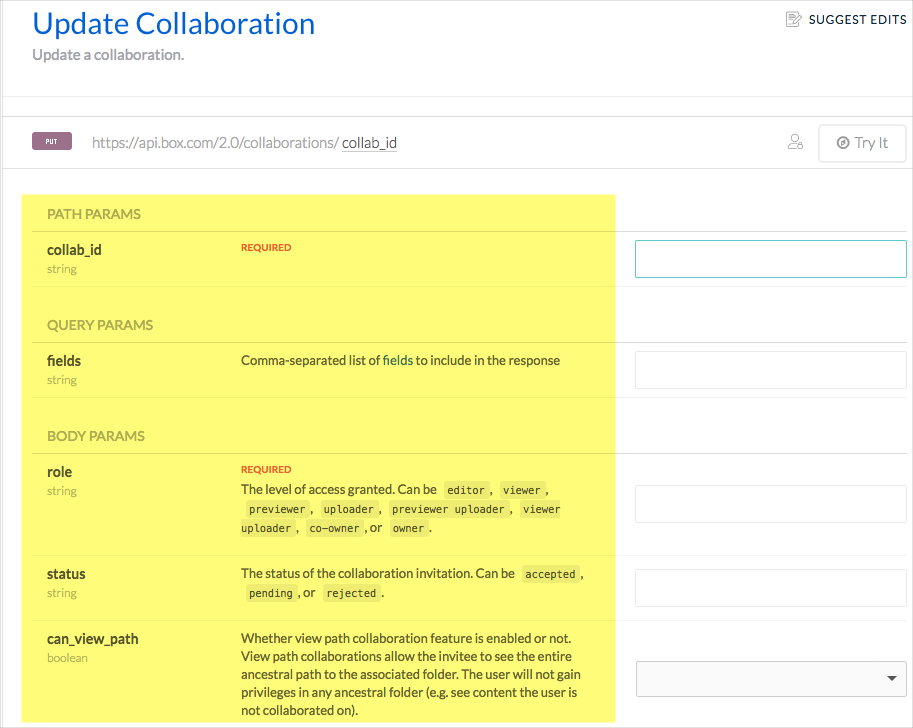 Update Collaboration
SUGGEST EDITS
Update a collaboration.
PUT
https://api.box.com/2.0/collaborations/ collab_id
Try It
PATH PARAMS
collab_id
REQUIRED
string
QUERY PARAMS
fields
Comma-separated list of fields to include in the response
string
BODY PARAMS
role
REQUIRED
string
The level of access granted. Can be editor, viewer,
previewer, uploader, previewer uploader, viewer
uploader, co-owner, or owner.
status
The status of the collaboration invitation. Can be accepted,
string
pending, or rejected.
can_view_path
Whether view path collaboration feature is enabled or not.
boolean
View path collaborations allow the invitee to see the entire
ancestral path to the associated folder. The user will not gain
privileges in any ancestral folder (e.g. see content the user is
not collaborated on).